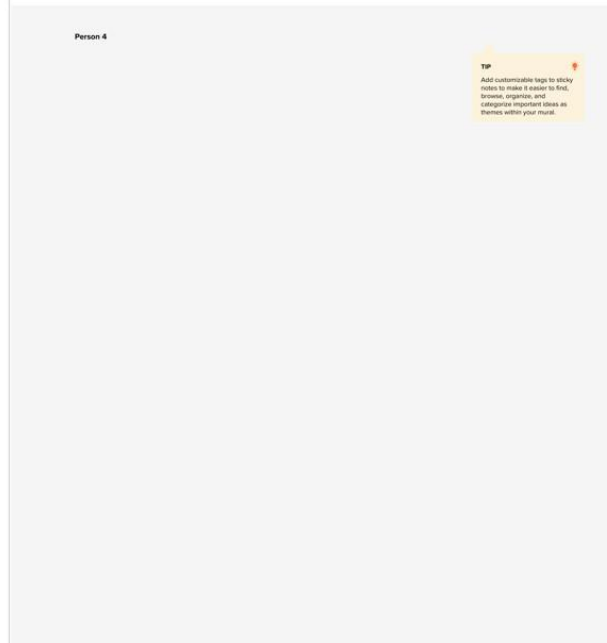 Person 4
TIP
Add customizable tags to sticky
notes to make it easier to find,
browse, organize, and
categorize important ideas as
themes within your mural.